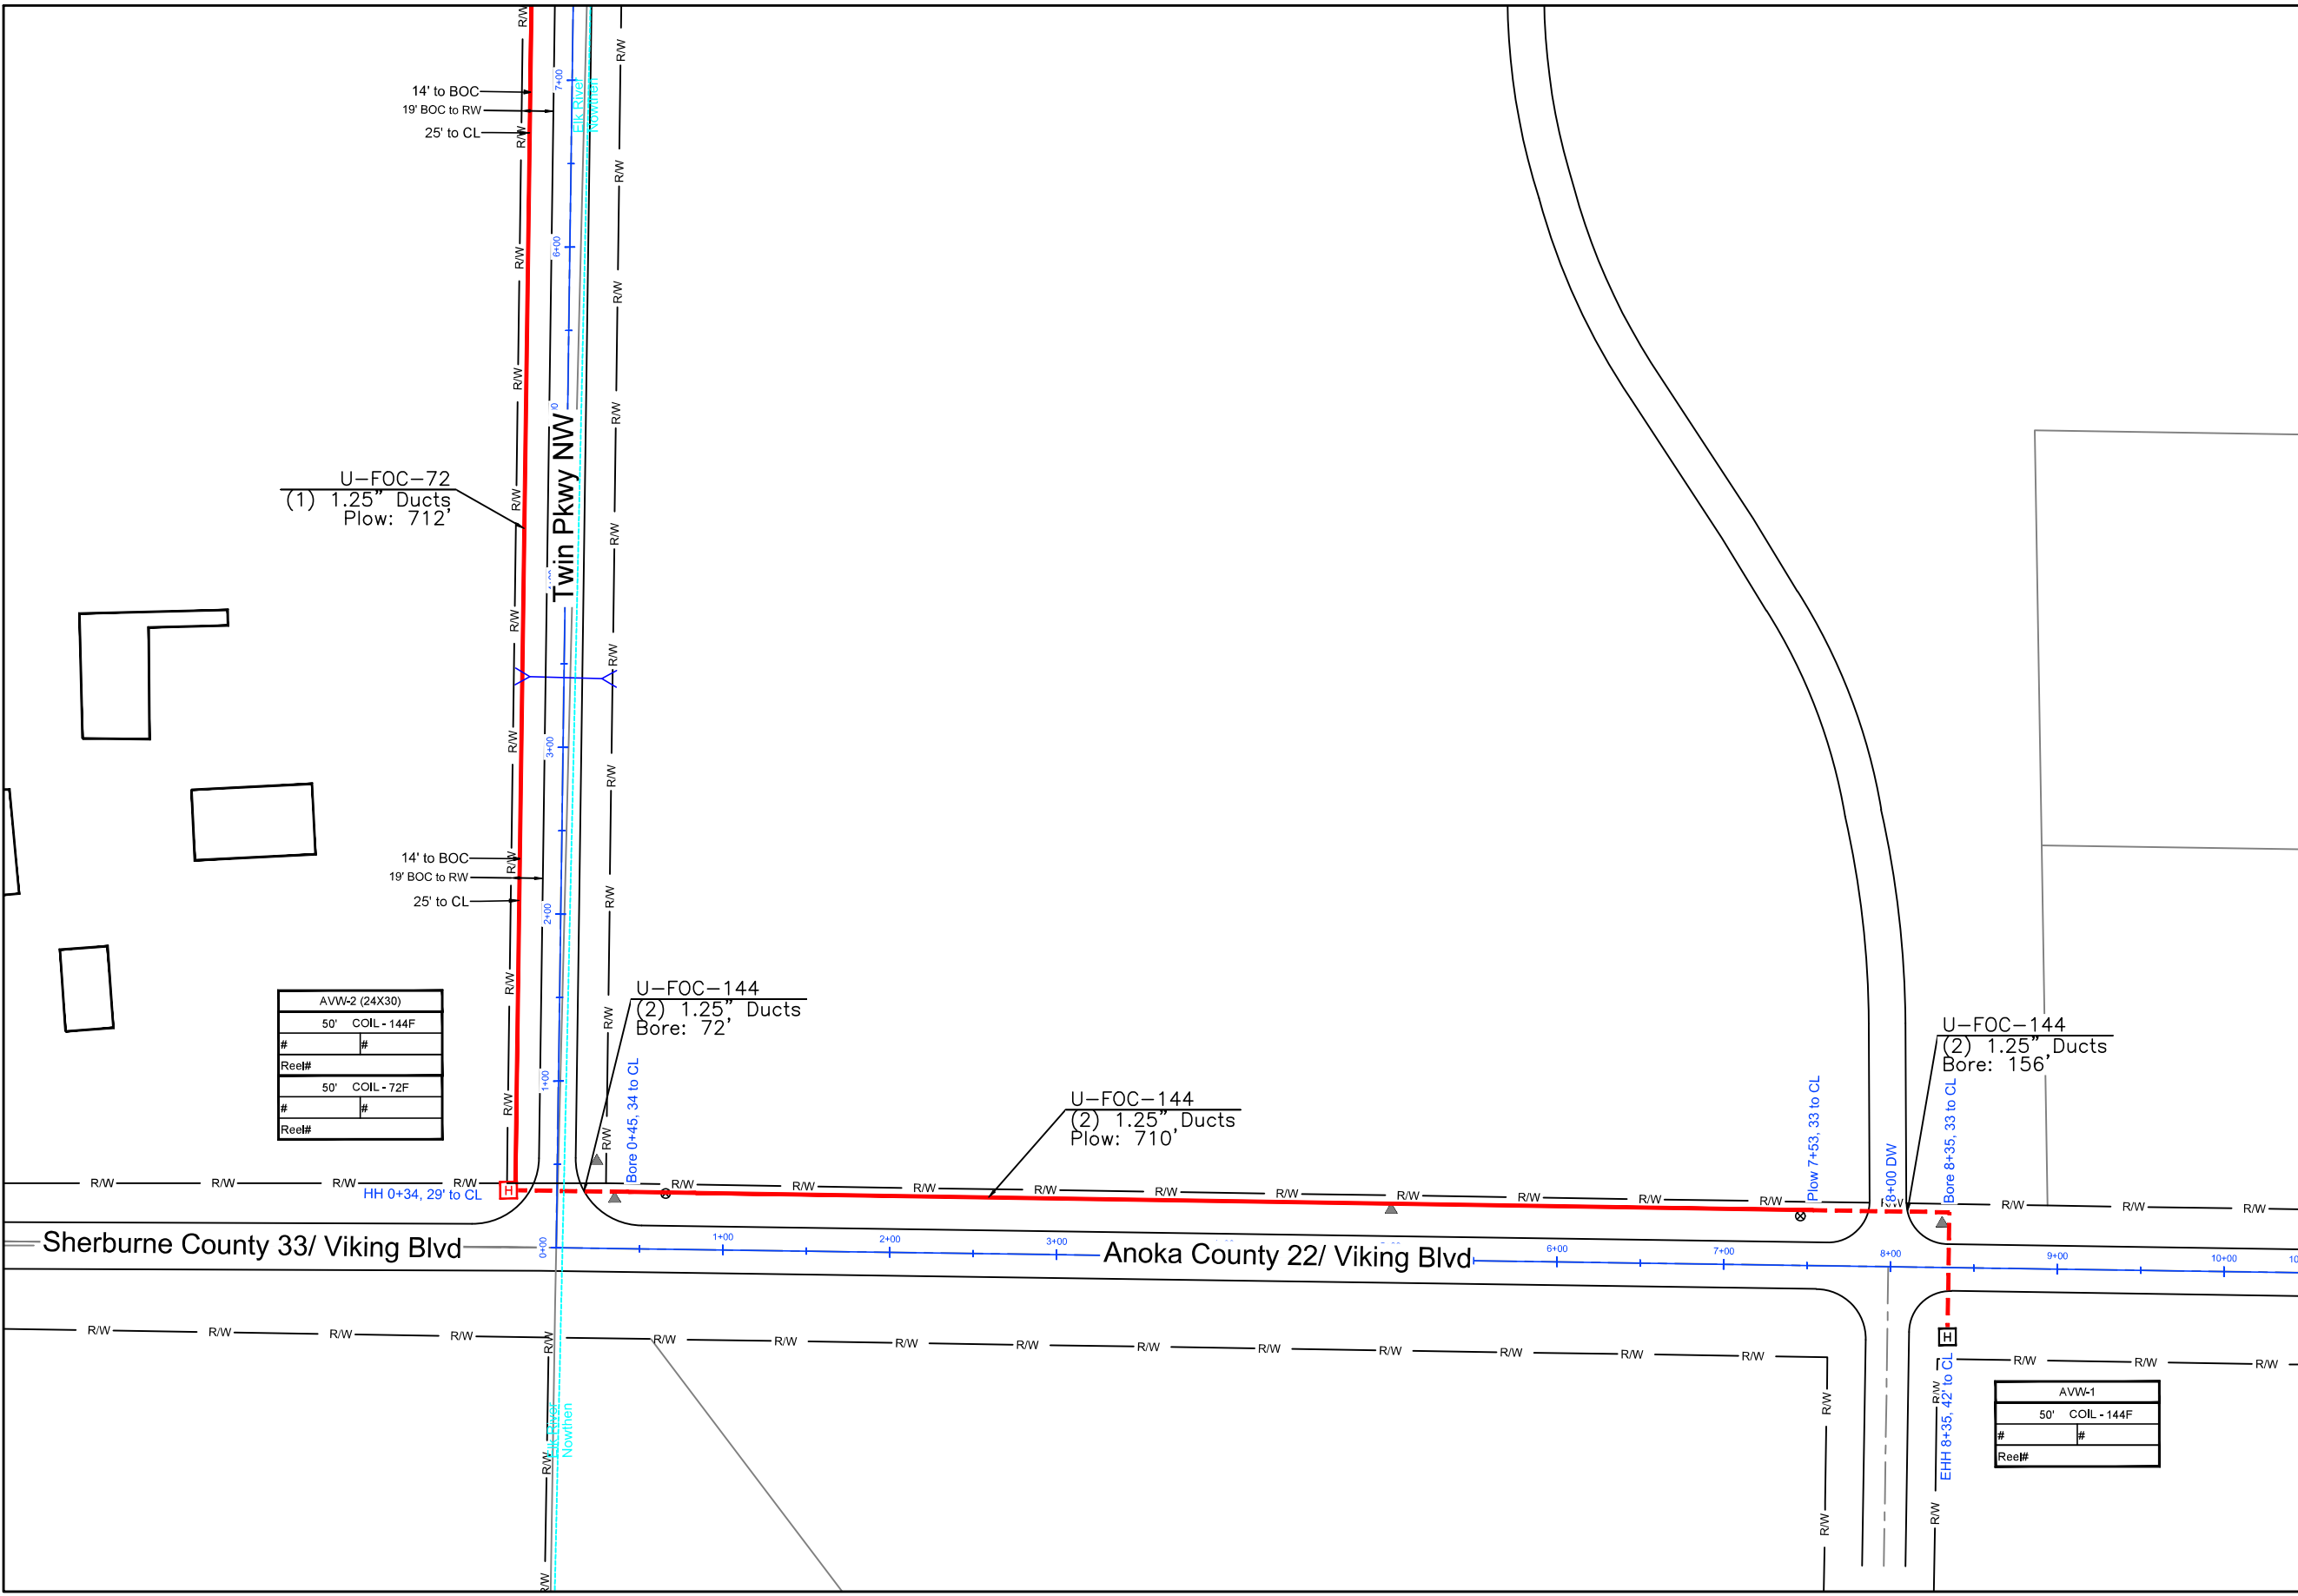 14' to BOC
19' BOC to RW
25' to CL
7+00
Elk River
Nowthen
6+00
U-FOC-72
(1) 1.25" Ducts
Plow: 712'
Twin Pkwy NW
3+00
14' to BOC
19' BOC to RW
25' to CL
2+00
1+00
AVW-2 (24X30)
50' COIL - 144F
# #
Reel#
50' COIL - 72F
# #
Reel#
U-FOC-144
(2) 1.25" Ducts
Bore: 72'
Bore 0+45, 34 to CL
U-FOC-144
(2) 1.25" Ducts
Plow: 710'
Plow 7+53, 33 to CL
8+00 DW
U-FOC-144
(2) 1.25" Ducts
Bore: 156'
Bore 8+35, 33 to CL
R/W R/W R/W R/W R/W R/W R/W R/W R/W R/W R/W R/W R/W R/W R/W R/W R/W
HH 0+34, 29' to CL
H
Sherburne County 33/ Viking Blvd
0+00 1+00 2+00 3+00
Anoka County 22/ Viking Blvd
6+00 7+00 8+00 9+00 10+00
R/W R/W R/W R/W R/W R/W R/W R/W R/W R/W R/W R/W R/W R/W R/W R/W R/W
H
EHH 8+35, 42' to CL
Elk River
Nowthen
AVW-1
50' COIL - 144F
# #
Reel#